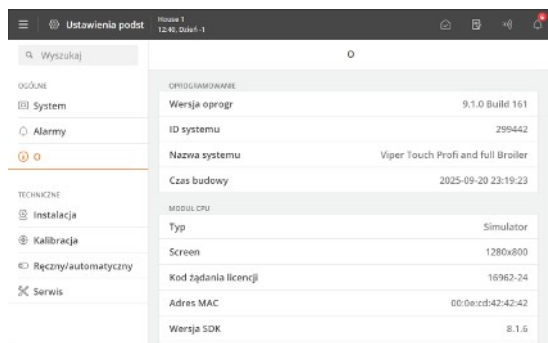 Ustawienia podst
House 1
12:40, Dzień -1
Wyszukaj
OGÓLNE
System
Alarmy
O
TECHNICZNE
Instalacja
Kalibracja
Ręczny/automatyczny
Serwis
O
OPROGRAMOWANIE
Wersja oprogr 9.1.0 Build 161
ID systemu 299442
Nazwa systemu Viper Touch Profi and full Broiler
Czas budowy 2025-09-20 23:19:23
MODUŁ CPU
Typ Simulator
Screen 1280x800
Kod żądania licencji 16962-24
Adres MAC 00:0e:cd:42:42:42
Wersja SDK 8.1.6